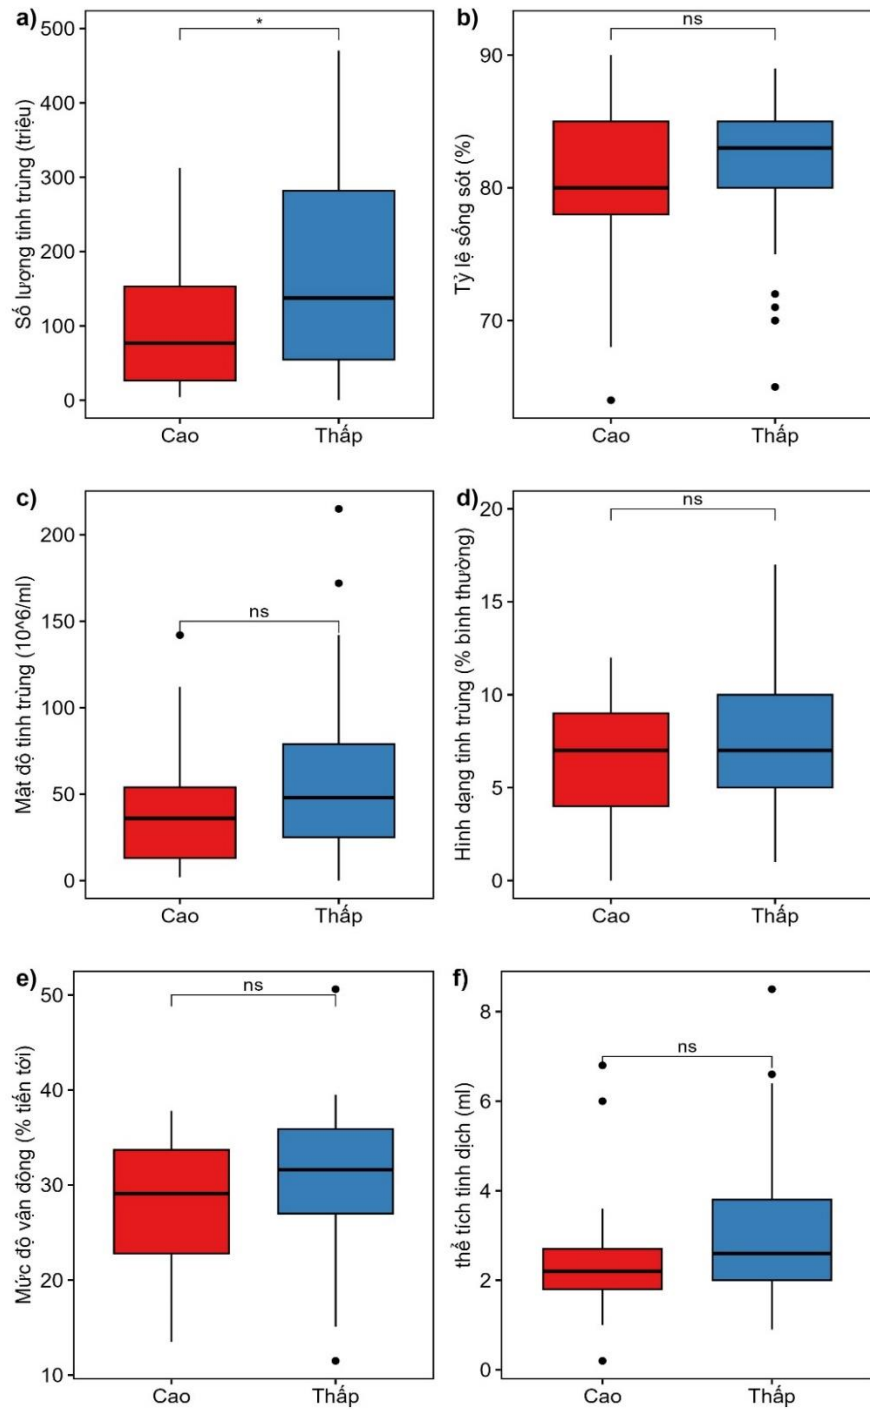 a)
Số lượng tinh trùng (triệu)
500
400
300
200
100
0
*
Cao
Thấp
b)
Tỷ lệ sống sót (%)
90
80
70
ns
Cao
Thấp
c)
Mật độ tinh trùng (10^6/ml)
200
150
100
50
0
ns
Cao
Thấp
d)
Hình dạng tinh trùng (% bình thường)
20
15
10
5
0
ns
Cao
Thấp
e)
Mức độ vận động (% tiến tới)
50
40
30
20
10
ns
Cao
Thấp
f)
thể tích tinh dịch (ml)
8
6
4
2
0
ns
Cao
Thấp